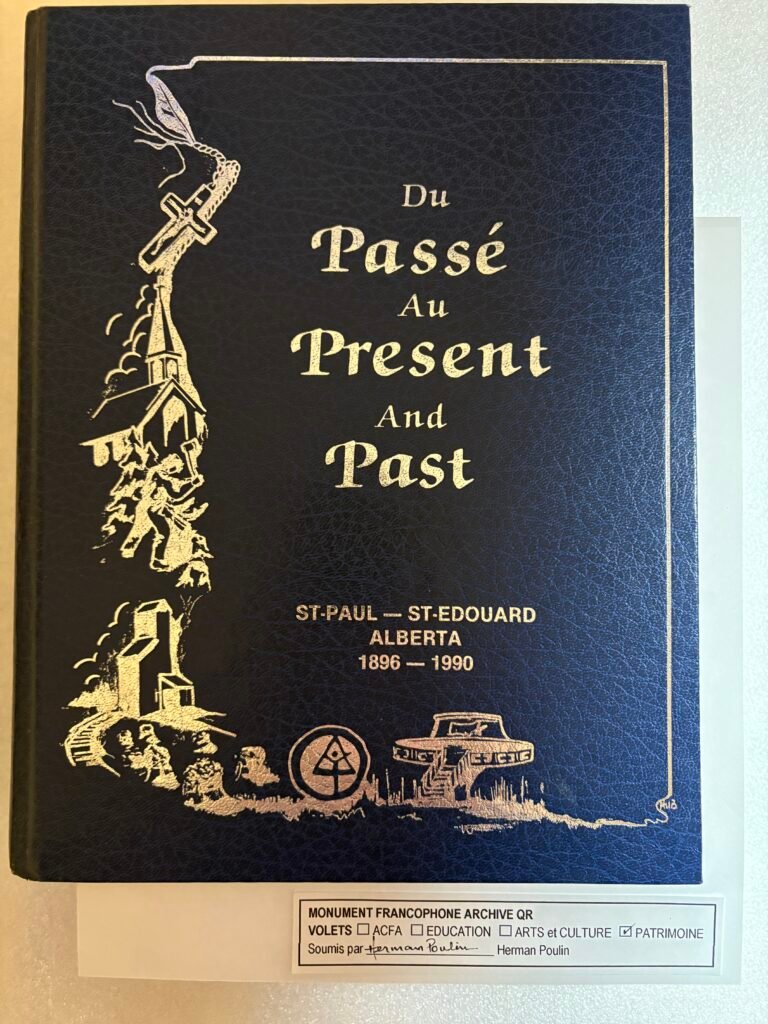 Du
Passé
Au
Present
And
Past
ST-PAUL — ST-EDOUARD
ALBERTA
1896 — 1990
MUB
MONUMENT FRANCOPHONE ARCHIVE QR
VOLETS ☐ ACFA ☐ EDUCATION ☐ ARTS et CULTURE ☑ PATRIMOINE
Soumis par Herman Poulin Herman Poulin